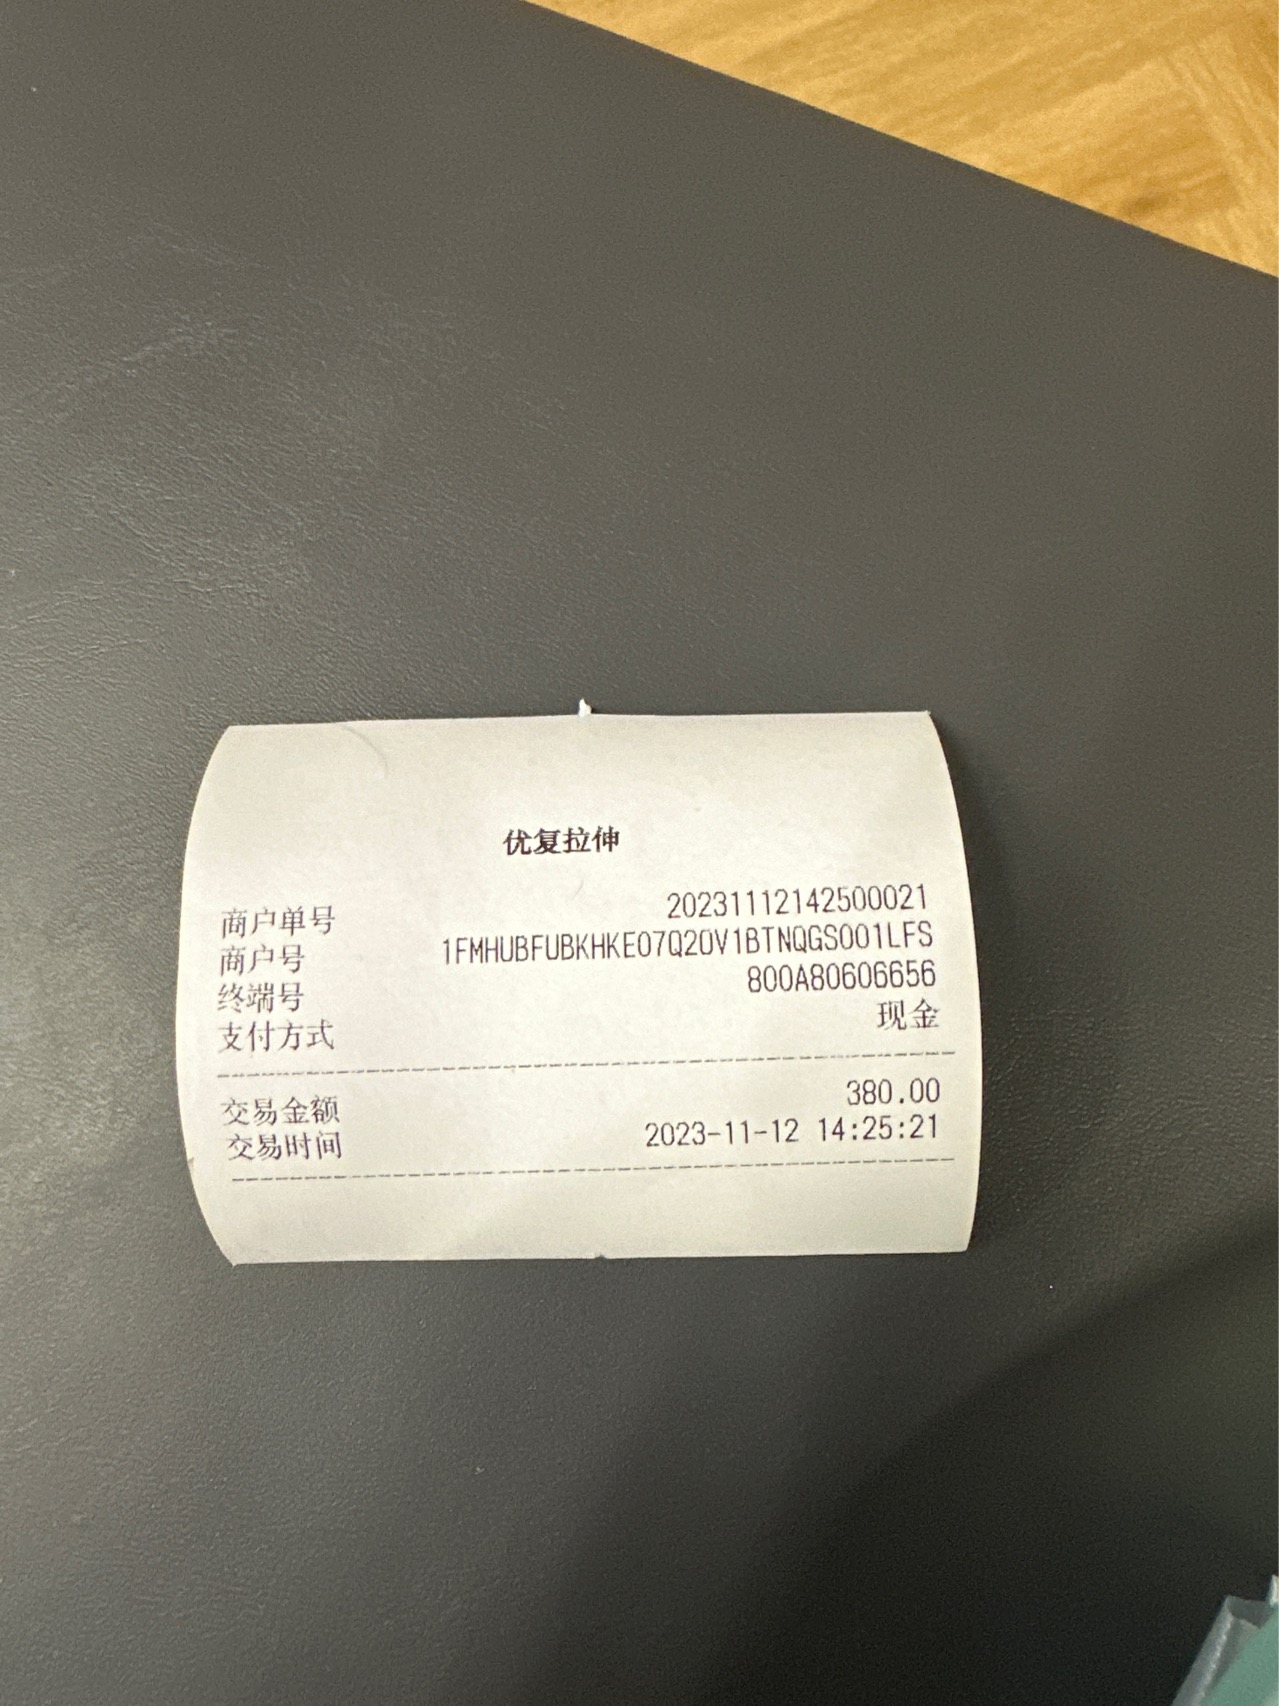 优复拉伸
商户单号 20231112142500021
商户号 1FMHUBFUBKHKE07Q20V1BTNQGS001LFS
终端号 800A80606656
支付方式 现金
交易金额 380.00
交易时间 2023-11-12 14:25:21